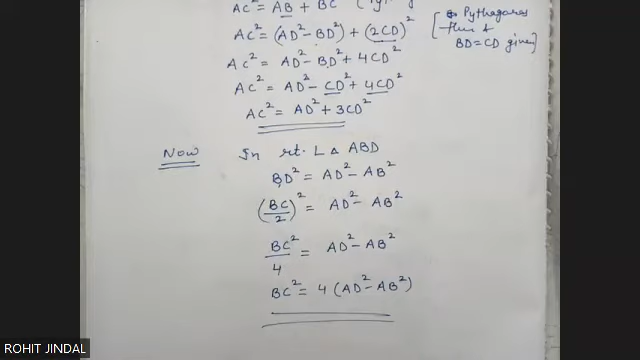 AC² = AB² + BC²
AC² = (AD² - BD²) + (2CD)² [Pythagores
BD = CD given]
AC² = AD² - BD² + 4CD²
AC² = AD² - CD² + 4CD²
AC² = AD² + 3CD²
Now In rt. L △ ABD
BD² = AD² - AB²
(BC/2)² = AD² - AB²
BC²/4 = AD² - AB²
BC² = 4 (AD² - AB²)
ROHIT JINDAL